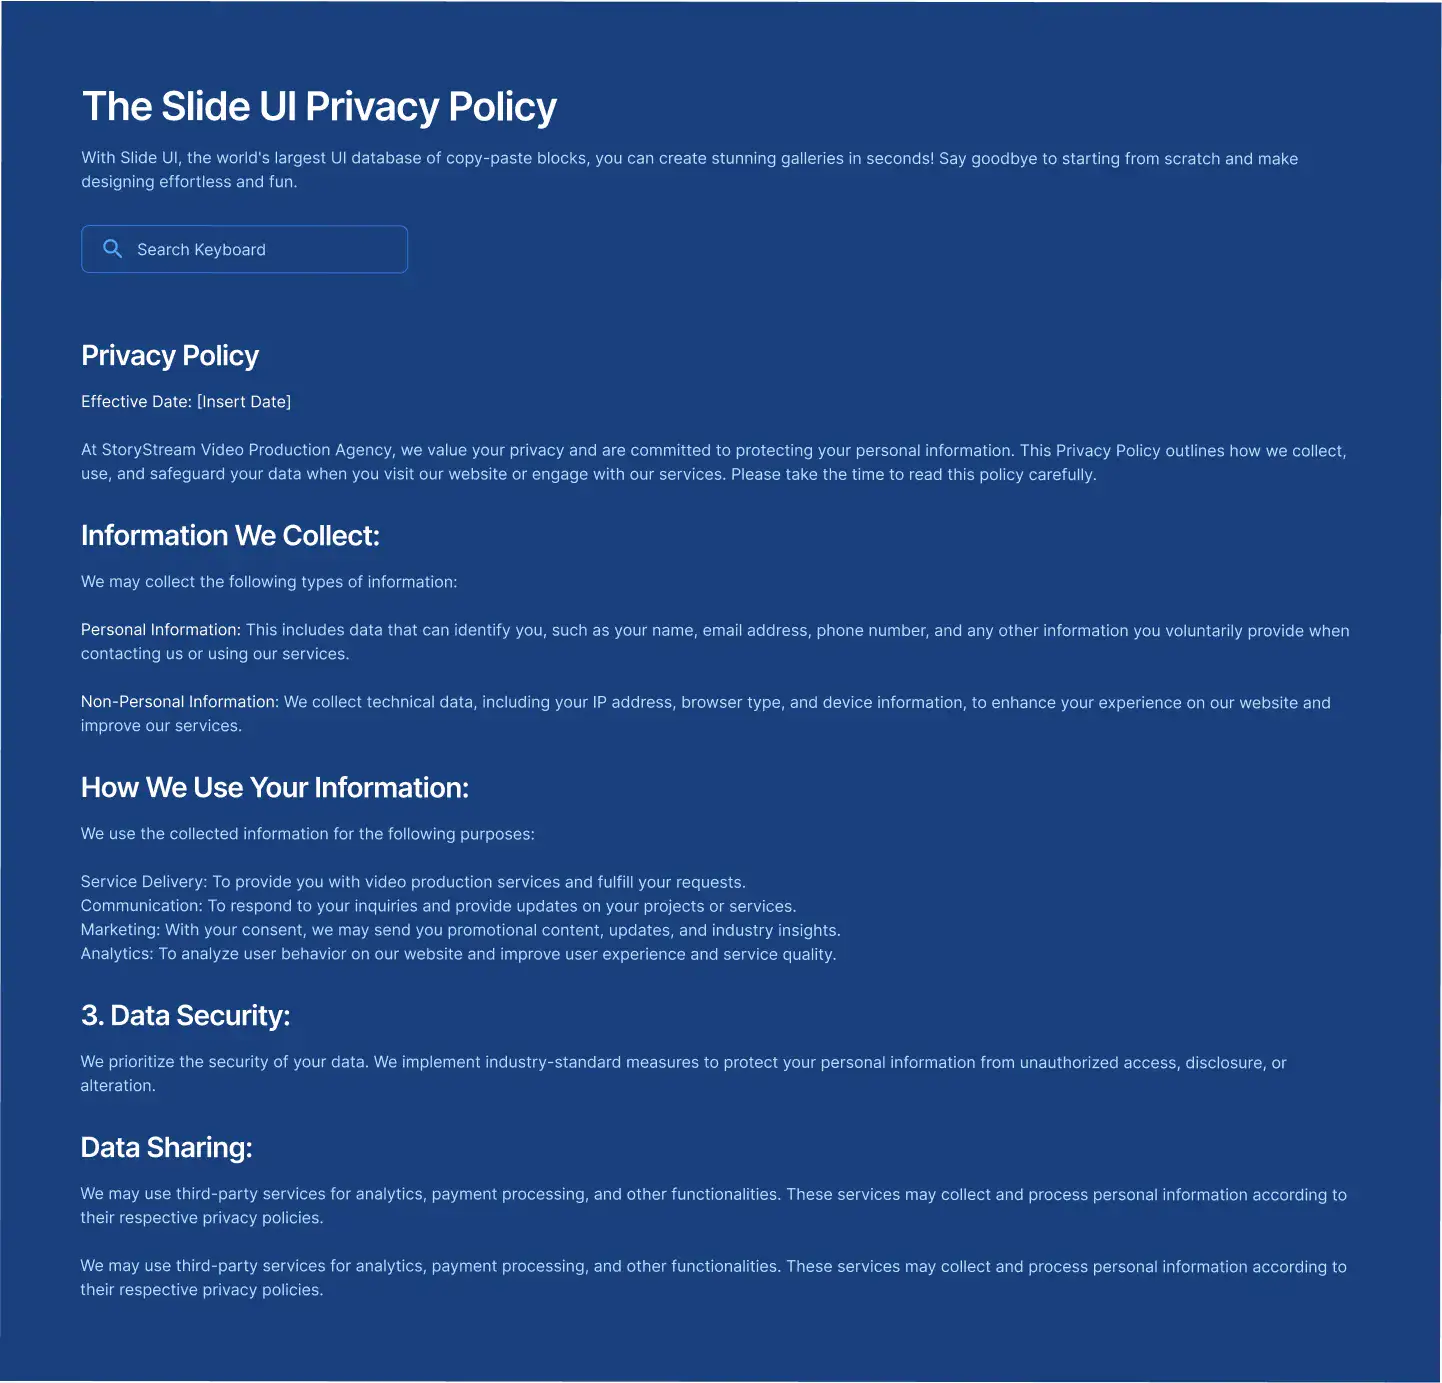 The Slide UI Privacy Policy
With Slide UI, the world's largest UI database of copy-paste blocks, you can create stunning galleries in seconds! Say goodbye to starting from scratch and make
designing effortless and fun.
Search Keyboard
Privacy Policy
Effective Date: [Insert Date]
At StoryStream Video Production Agency, we value your privacy and are committed to protecting your personal information. This Privacy Policy outlines how we collect,
use, and safeguard your data when you visit our website or engage with our services. Please take the time to read this policy carefully.
Information We Collect:
We may collect the following types of information:
Personal Information: This includes data that can identify you, such as your name, email address, phone number, and any other information you voluntarily provide when
contacting us or using our services.
Non-Personal Information: We collect technical data, including your IP address, browser type, and device information, to enhance your experience on our website and
improve our services.
How We Use Your Information:
We use the collected information for the following purposes:
Service Delivery: To provide you with video production services and fulfill your requests.
Communication: To respond to your inquiries and provide updates on your projects or services.
Marketing: With your consent, we may send you promotional content, updates, and industry insights.
Analytics: To analyze user behavior on our website and improve user experience and service quality.
3. Data Security:
We prioritize the security of your data. We implement industry-standard measures to protect your personal information from unauthorized access, disclosure, or
alteration.
Data Sharing:
We may use third-party services for analytics, payment processing, and other functionalities. These services may collect and process personal information according to
their respective privacy policies.
We may use third-party services for analytics, payment processing, and other functionalities. These services may collect and process personal information according to
their respective privacy policies.